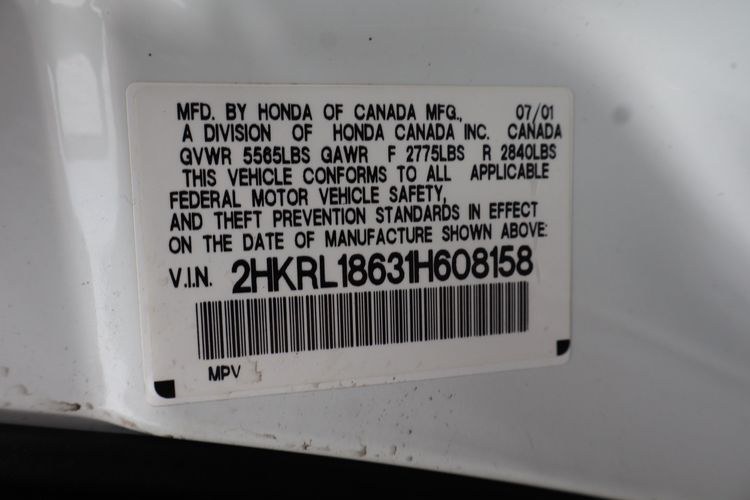 MFD. BY HONDA OF CANADA MFG., 07/01
A DIVISION OF HONDA CANADA INC. CANADA
GVWR 5565LBS GAWR F 2775LBS R 2840LBS
THIS VEHICLE CONFORMS TO ALL APPLICABLE
FEDERAL MOTOR VEHICLE SAFETY,
AND THEFT PREVENTION STANDARDS IN EFFECT
ON THE DATE OF MANUFACTURE SHOWN ABOVE:
V.I.N. 2HKRL18631H608158
MPV